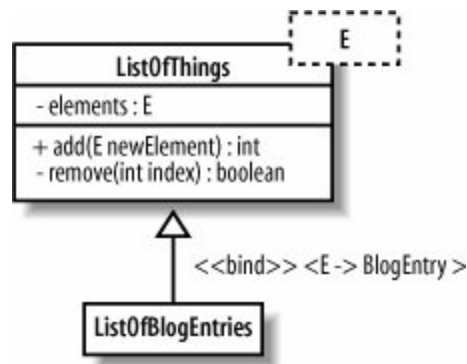 E
ListOfThings
- elements : E
+ add(E newElement) : int
- remove(int index) : boolean
<<bind>> <E -> BlogEntry >
ListOfBlogEntries